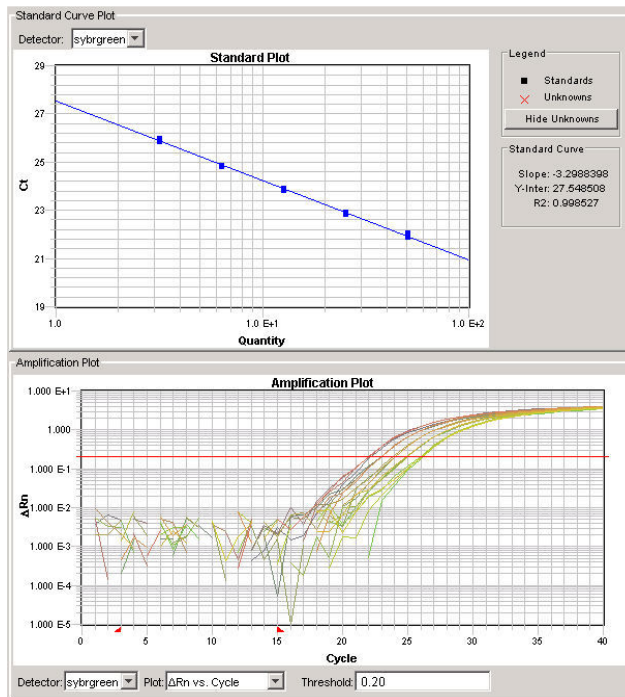 Standard Curve Plot
Detector: sybrgreen
Standard Plot
29
27
25
23
21
19
Ct
1.0
1.0 E+1
1.0 E+2
Quantity
Legend
Standards
Unknowns
Hide Unknowns
Standard Curve
Slope: -3.2988398
Y-Inter: 27.548508
R2: 0.998527
Amplification Plot
Amplification Plot
1.000 E+1
1.000
1.000 E-1
1.000 E-2
1.000 E-3
1.000 E-4
1.000 E-5
ΔRn
0 5 10 15 20 25 30 35 40
Cycle
Detector: sybrgreen Plot: ΔRn vs. Cycle Threshold: 0.20